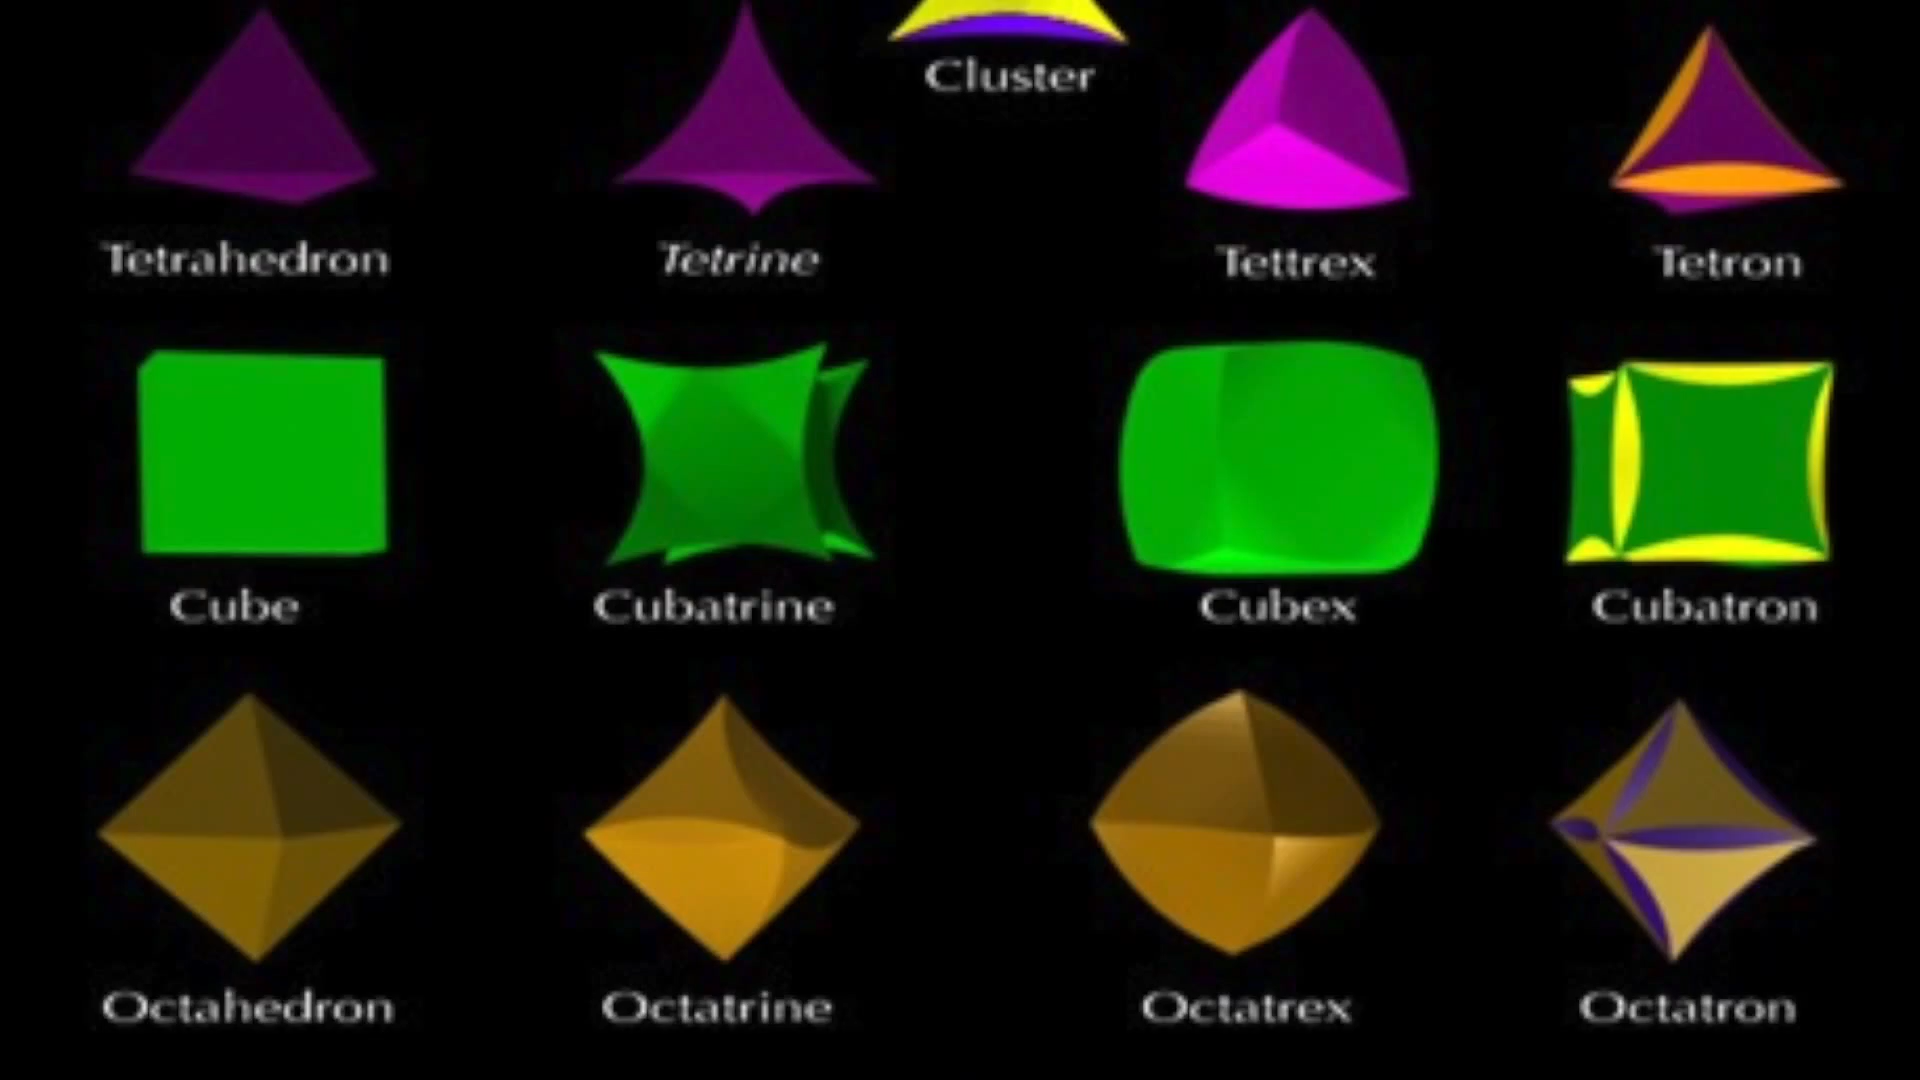 Cluster
Tetrahedron
Tetrine
Tettrex
Tetron
Cube
Cubatrine
Cubex
Cubatron
Octahedron
Octatrine
Octatrex
Octatron